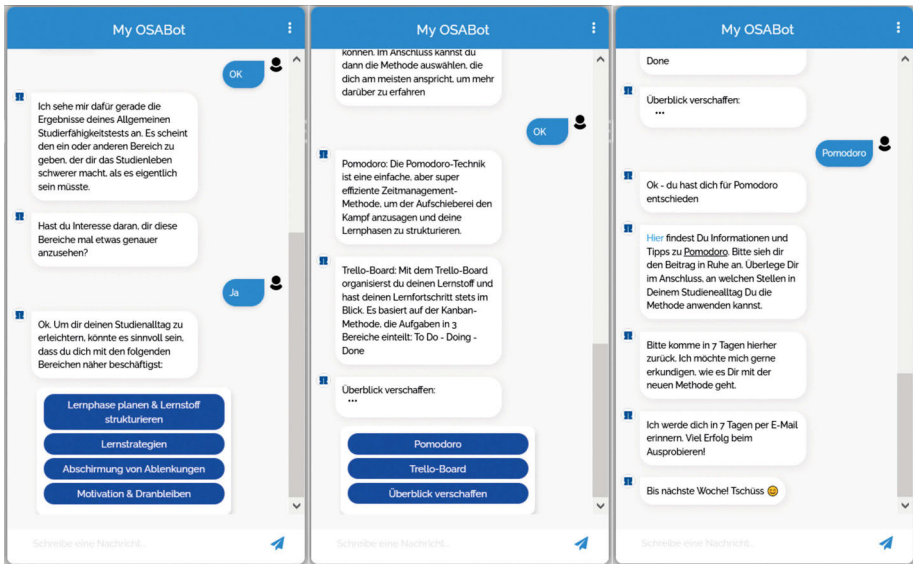 My OSABot
OK
Ich sehe mir dafür gerade die
Ergebnisse deines Allgemeinen
Studierfähigkeitstests an. Es scheint
den ein oder anderen Bereich zu
geben, der dir das Studienleben
schwerer macht, als es eigentlich
sein müsste.
Hast du Interesse daran, dir diese
Bereiche mal etwas genauer
anzusehen?
Ja
Ok. Um dir deinen Studienalltag zu
erleichtern, könnte es sinnvoll sein,
dass du dich mit den folgenden
Bereichen näher beschäftigst:
Lernphase planen & Lernstoff
strukturieren
Lernstrategien
Abschirmung von Ablenkungen
Motivation & Dranbleiben
Schreibe eine Nachricht...
My OSABot
können. Im Anschluss kannst du
dann die Methode auswählen, die
dich am meisten anspricht, um mehr
darüber zu erfahren
OK
Pomodoro: Die Pomodoro-Technik
ist eine einfache, aber super
effiziente Zeitmanagement-
Methode, um der Aufschieberei den
Kampf anzusagen und deine
Lernphasen zu strukturieren.
Trello-Board: Mit dem Trello-Board
organisierst du deinen Lernstoff und
hast deinen Lernfortschritt stets im
Blick. Es basiert auf der Kanban-
Methode, die Aufgaben in 3
Bereiche einteilt: To Do - Doing -
Done
Überblick verschaffen:
...
Pomodoro
Trello-Board
Überblick verschaffen
Schreibe eine Nachricht...
My OSABot
Done
Überblick verschaffen:
...
Pomodoro
Ok - du hast dich für Pomodoro
entschieden
Hier findest Du Informationen und
Tipps zu Pomodoro. Bitte sieh dir
den Beitrag in Ruhe an. Überlege Dir
im Anschluss, an welchen Stellen in
Deinem Studienealltag Du die
Methode anwenden kannst.
Bitte komme in 7 Tagen hierher
zurück. Ich möchte mich gerne
erkundigen, wie es Dir mit der
neuen Methode geht.
Ich werde dich in 7 Tagen per E-Mail
erinnern. Viel Erfolg beim
Ausprobieren!
Bis nächste Woche! Tschüss 😊
Schreibe eine Nachricht...